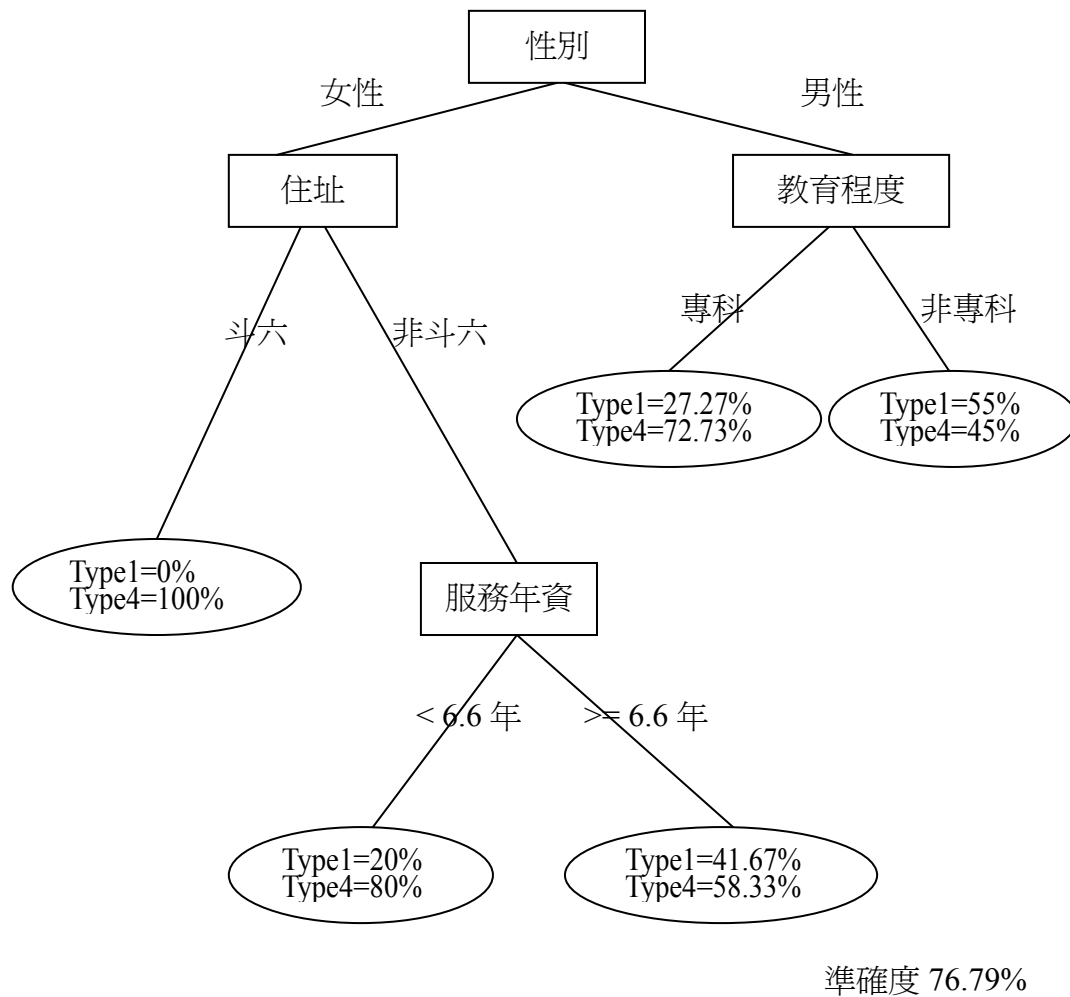 性別
女性
男性
住址
教育程度
斗六
非斗六
專科
非專科
Type1=27.27%
Type4=72.73%
Type1=55%
Type4=45%
Type1=0%
Type4=100%
服務年資
< 6.6 年
>= 6.6 年
Type1=20%
Type4=80%
Type1=41.67%
Type4=58.33%
準確度 76.79%